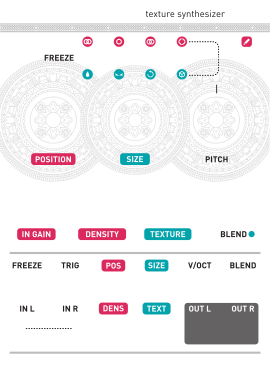 texture synthesizer
FREEZE
POSITION SIZE PITCH
IN GAIN DENSITY TEXTURE BLEND
FREEZE TRIG POS SIZE V/OCT BLEND
IN L IN R DENS TEXT OUT L OUT R